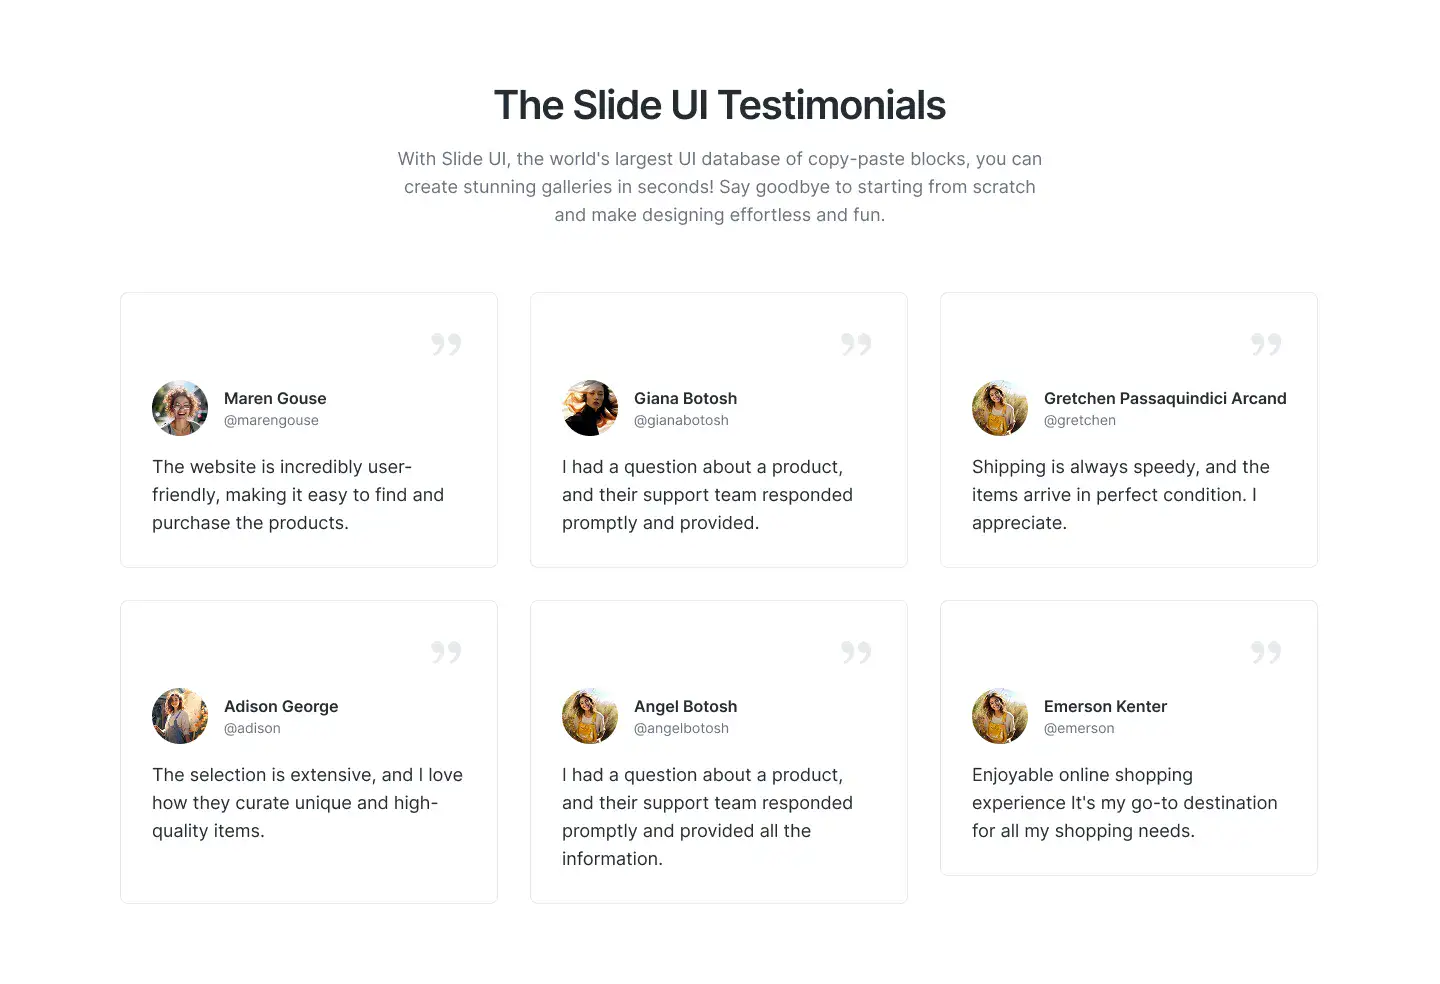 The Slide UI Testimonials
With Slide UI, the world's largest UI database of copy-paste blocks, you can
create stunning galleries in seconds! Say goodbye to starting from scratch
and make designing effortless and fun.
”
Maren Gouse
@marengouse
The website is incredibly user-
friendly, making it easy to find and
purchase the products.
”
Giana Botosh
@gianabotosh
I had a question about a product,
and their support team responded
promptly and provided.
”
Gretchen Passaquindici Arcand
@gretchen
Shipping is always speedy, and the
items arrive in perfect condition. I
appreciate.
”
Adison George
@adison
The selection is extensive, and I love
how they curate unique and high-
quality items.
”
Angel Botosh
@angelbotosh
I had a question about a product,
and their support team responded
promptly and provided all the
information.
”
Emerson Kenter
@emerson
Enjoyable online shopping
experience It's my go-to destination
for all my shopping needs.